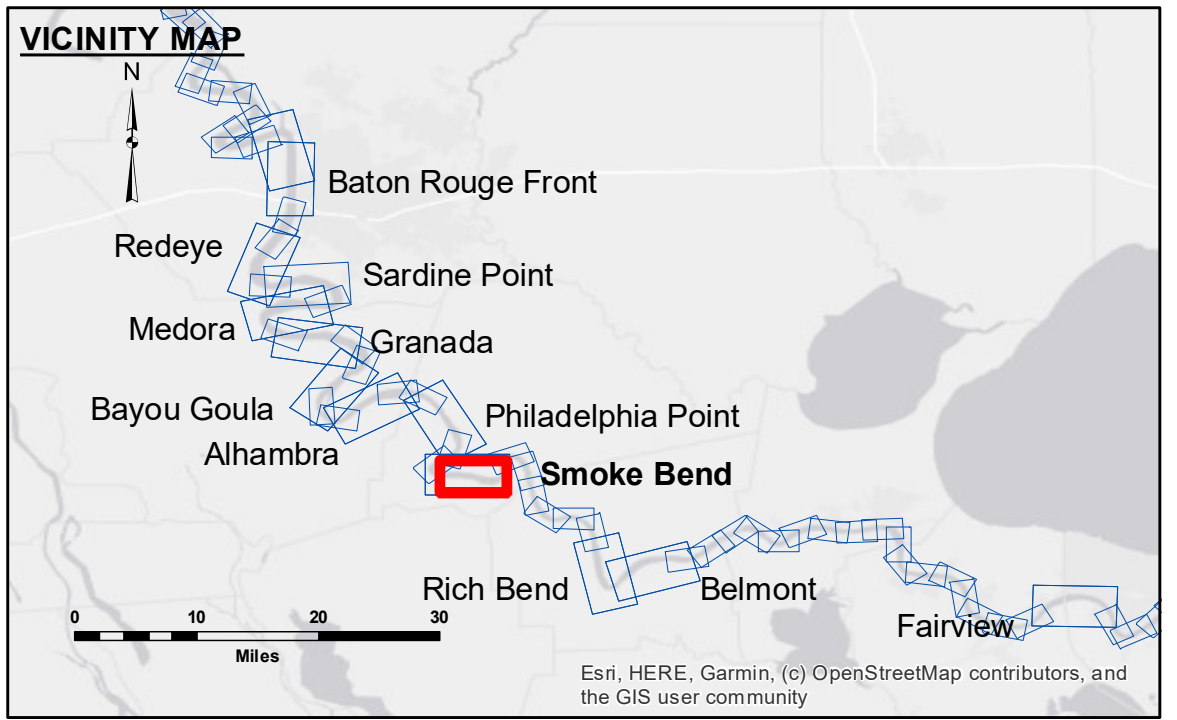 VICINITY MAP
N
Baton Rouge Front
Redeye
Sardine Point
Medora
Granada
Bayou Goula
Philadelphia Point
Alhambra
Smoke Bend
Rich Bend
Belmont
Fairview
0 10 20 30
Miles
Esri, HERE, Garmin, (c) OpenStreetMap contributors, and
the GIS user community